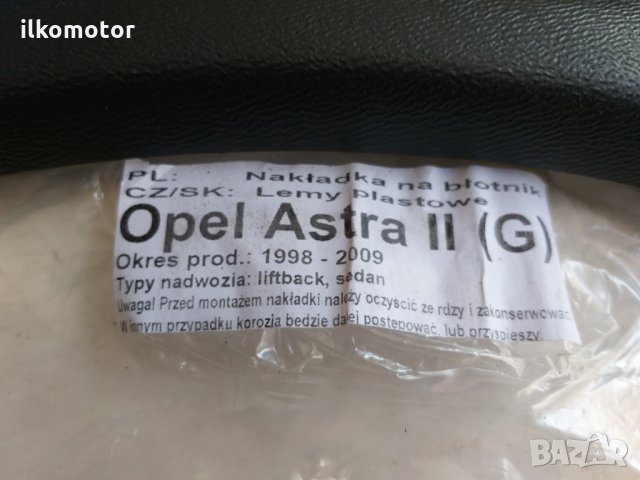 ilkomotor
PL: Nakładka na błotnik
CZ/SK: Lemy plastowe
Opel Astra II (G)
Okres prod.: 1998 - 2009
Typy nadwozia: liftback, sedan
Uwaga! Przed montażem nakładki należy oczyścić ze rdzy i zakonserwować
W innym przypadku korozja bedzie dalej postępować, lub przyspieszy.
BAZAR